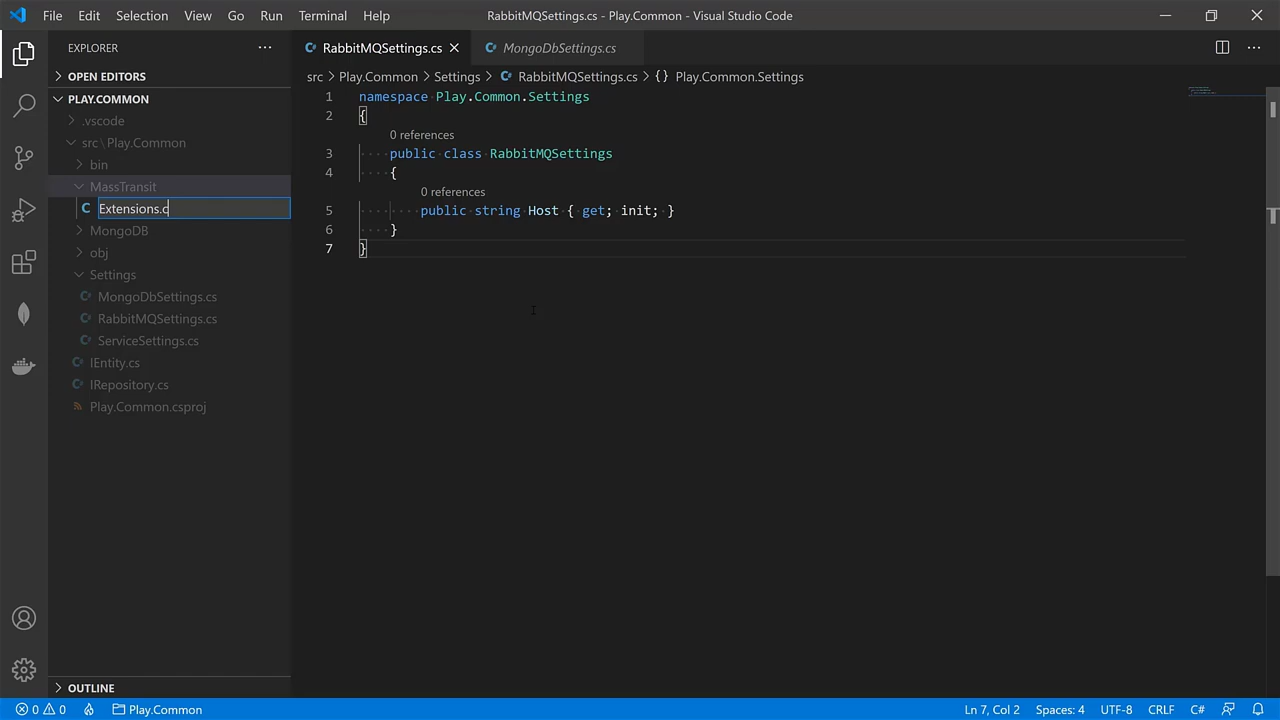 File Edit Selection View Go Run Terminal Help RabbitMQSettings.cs - Play.Common - Visual Studio Code
EXPLORER
OPEN EDITORS
PLAY.COMMON
.vscode
src\Play.Common
bin
MassTransit
Extensions.c
MongoDB
obj
Settings
MongoDbSettings.cs
RabbitMQSettings.cs
ServiceSettings.cs
IEntity.cs
IRepository.cs
Play.Common.csproj
OUTLINE
RabbitMQSettings.cs MongoDbSettings.cs
src > Play.Common > Settings > RabbitMQSettings.cs > {} Play.Common.Settings
1 namespace Play.Common.Settings
2 {
0 references
3 public class RabbitMQSettings
4 {
0 references
5 public string Host { get; init; }
6 }
7 }
0 0 Play.Common Ln 7, Col 2 Spaces: 4 UTF-8 CRLF C#